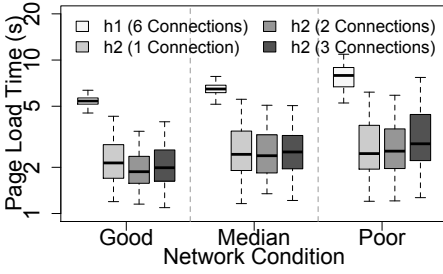 Page Load Time (s)
20
10
5
2
1
h1 (6 Connections)
h2 (1 Connection)
h2 (2 Connections)
h2 (3 Connections)
Good
Median
Poor
Network Condition